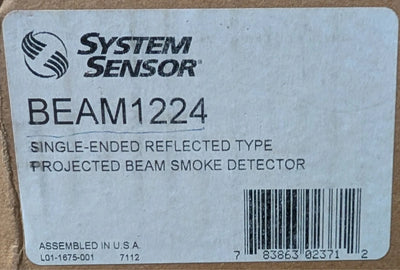 SYSTEM
SENSOR®
BEAM1224
SINGLE-ENDED REFLECTED TYPE
PROJECTED BEAM SMOKE DETECTOR
ASSEMBLED IN U.S.A.
L01-1675-001 7112
7 83863 02371 2